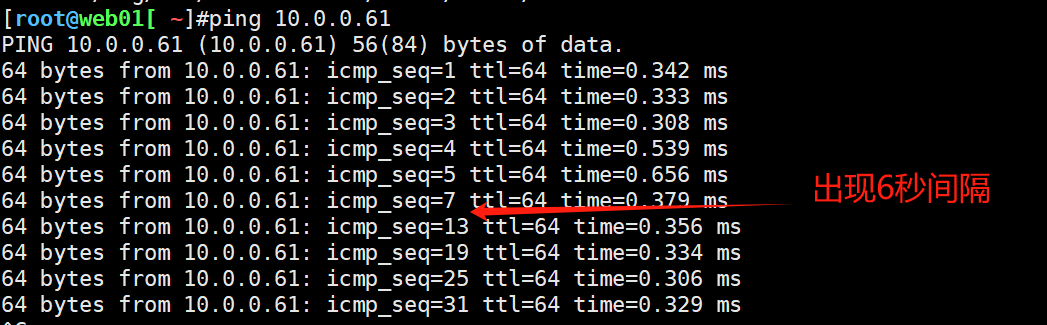 [root@web01[ ~]#ping 10.0.0.61
PING 10.0.0.61 (10.0.0.61) 56(84) bytes of data.
64 bytes from 10.0.0.61: icmp_seq=1 ttl=64 time=0.342 ms
64 bytes from 10.0.0.61: icmp_seq=2 ttl=64 time=0.333 ms
64 bytes from 10.0.0.61: icmp_seq=3 ttl=64 time=0.308 ms
64 bytes from 10.0.0.61: icmp_seq=4 ttl=64 time=0.539 ms
64 bytes from 10.0.0.61: icmp_seq=5 ttl=64 time=0.656 ms
64 bytes from 10.0.0.61: icmp_seq=7 ttl=64 time=0.379 ms
出现6秒间隔
64 bytes from 10.0.0.61: icmp_seq=13 ttl=64 time=0.356 ms
64 bytes from 10.0.0.61: icmp_seq=19 ttl=64 time=0.334 ms
64 bytes from 10.0.0.61: icmp_seq=25 ttl=64 time=0.306 ms
64 bytes from 10.0.0.61: icmp_seq=31 ttl=64 time=0.329 ms